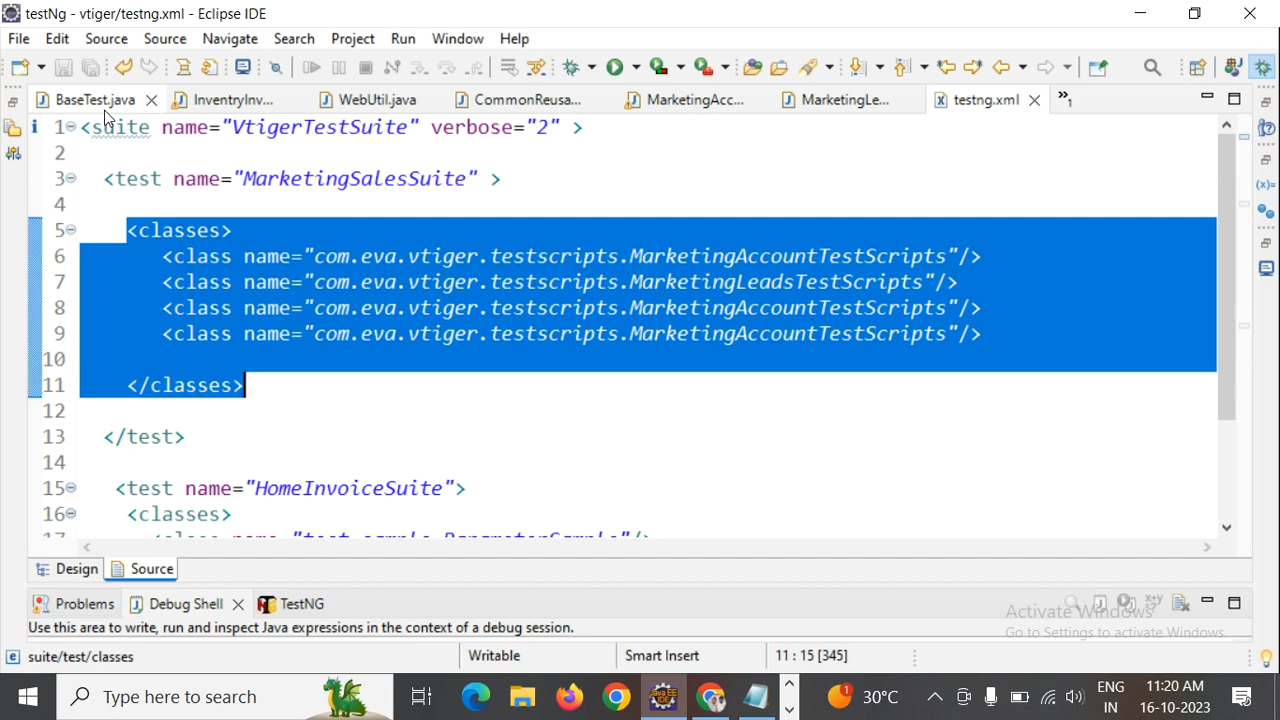 testNg - vtiger/testng.xml - Eclipse IDE
File Edit Source Source Navigate Search Project Run Window Help
BaseTest.java InventoryInv... WebUtil.java CommonReusa... MarketingAcc... MarketingLe... testng.xml »1
1 <suite name="VtigerTestSuite" verbose="2" >
2
3 <test name="MarketingSalesSuite" >
4
5 <classes>
6 <class name="com.eva.vtiger.testscripts.MarketingAccountTestScripts"/>
7 <class name="com.eva.vtiger.testscripts.MarketingLeadsTestScripts"/>
8 <class name="com.eva.vtiger.testscripts.MarketingAccountTestScripts"/>
9 <class name="com.eva.vtiger.testscripts.MarketingAccountTestScripts"/>
10
11 </classes>
12
13 </test>
14
15 <test name="HomeInvoiceSuite">
16 <classes>
Design Source
Problems Debug Shell TestNG
Activate Windows
Use this area to write, run and inspect Java expressions in the context of a debug session.
Go to Settings to activate Windows.
suite/test/classes Writable Smart Insert 11 : 15 [345]
Type here to search 1 30°C ENG IN 11:20 AM 16-10-2023